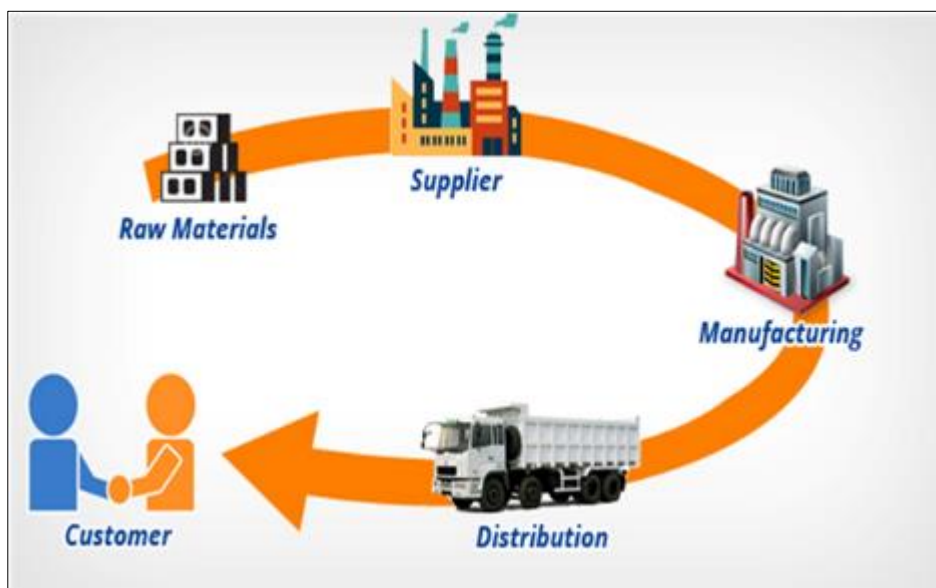 Raw Materials
Supplier
Manufacturing
Distribution
Customer